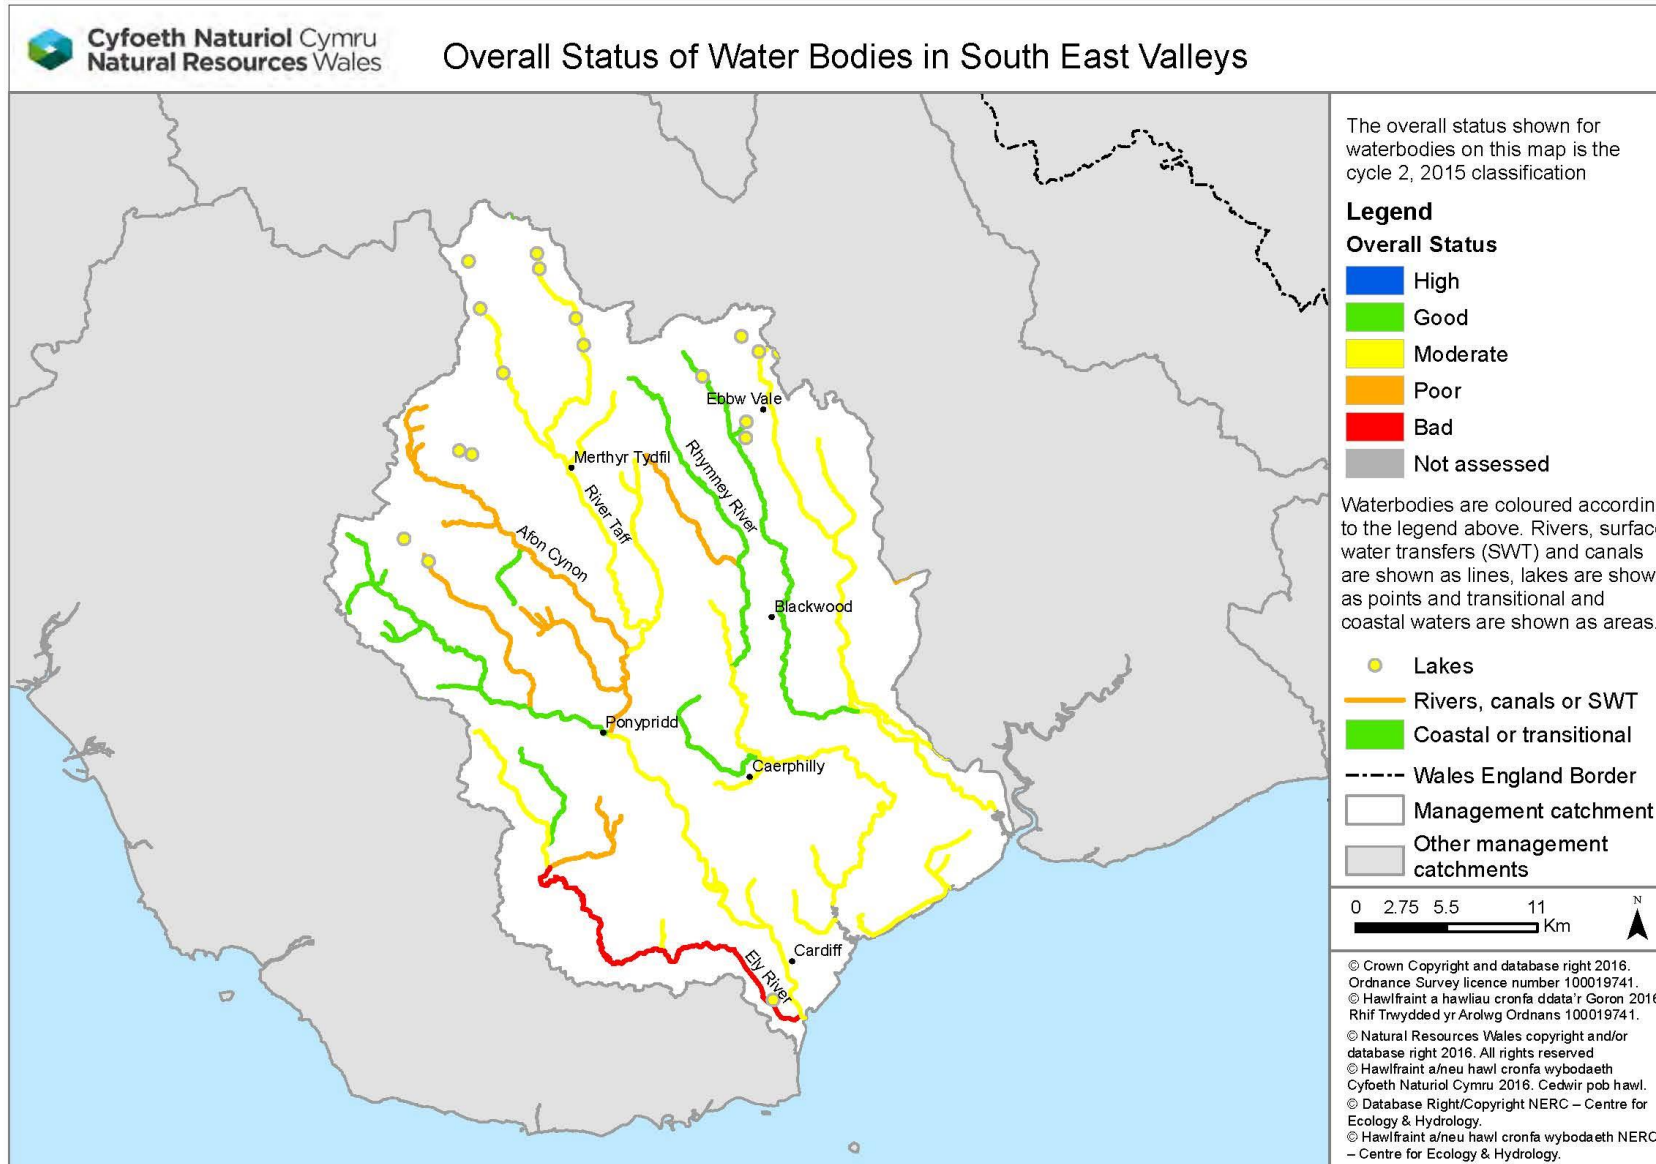 Cyfoeth Naturiol Cymru
Natural Resources Wales
Overall Status of Water Bodies in South East Valleys
The overall status shown for
waterbodies on this map is the
cycle 2, 2015 classification
Legend
Overall Status
High
Good
Moderate
Poor
Bad
Not assessed
Waterbodies are coloured accordin
to the legend above. Rivers, surfac
water transfers (SWT) and canals
are shown as lines, lakes are show
as points and transitional and
coastal waters are shown as areas.
Lakes
Rivers, canals or SWT
Coastal or transitional
Wales England Border
Management catchment
Other management
catchments
0 2.75 5.5 11
Km
N
© Crown Copyright and database right 2016.
Ordnance Survey licence number 100019741.
© Hawlfraint a hawliau cronfa ddata'r Goron 2016
Rhif Trwydded yr Arolwg Ordnans 100019741.
© Natural Resources Wales copyright and/or
database right 2016. All rights reserved
© Hawlfraint a/neu hawl cronfa wybodaeth
Cyfoeth Naturiol Cymru 2016. Cedwir pob hawl.
© Database Right/Copyright NERC – Centre for
Ecology & Hydrology.
© Hawlfraint a/neu hawl cronfa wybodaeth NERC
– Centre for Ecology & Hydrology.
Ebbw Vale
Merthyr Tydfil
Rhymney River
River Taff
Afon Cynon
Blackwood
Ponypridd
Caerphilly
Cardiff
Ely River